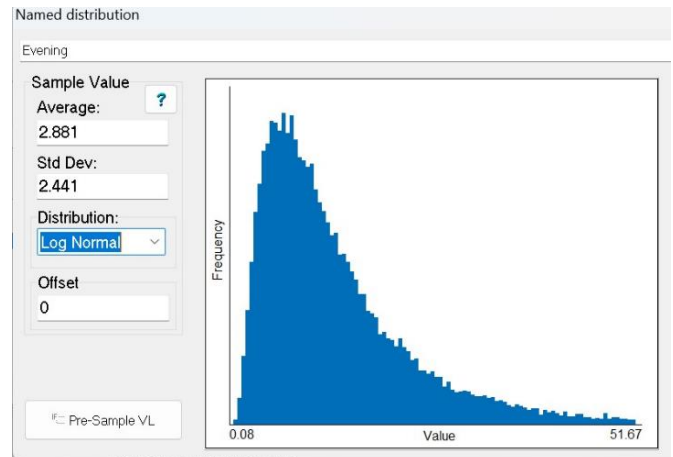 Named distribution
Evening
Sample Value
?
Average:
2.881
Std Dev:
2.441
Distribution:
Log Normal
Offset
0
Pre-Sample VL
Frequency
0.08
Value
51.67